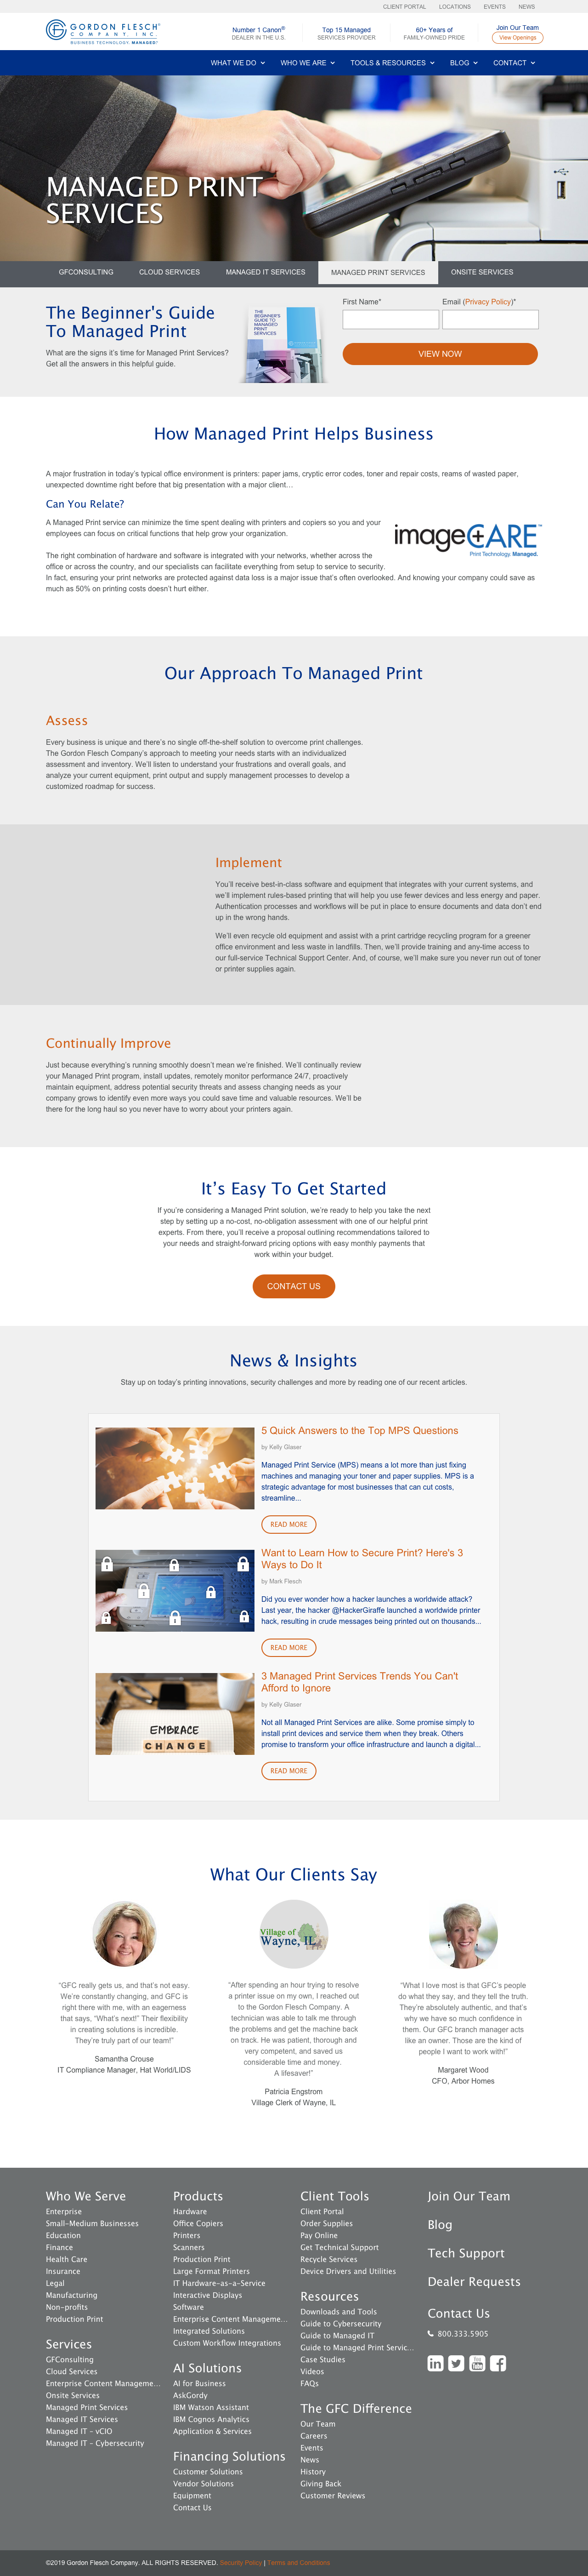 CLIENT PORTAL LOCATIONS EVENTS NEWS
GORDON FLESCH®
COMPANY, INC.
BUSINESS TECHNOLOGY, MANAGED.®
Number 1 Canon®
DEALER IN THE U.S.
Top 15 Managed
SERVICES PROVIDER
60+ Years of
FAMILY-OWNED PRIDE
Join Our Team
View Openings
WHAT WE DO WHO WE ARE TOOLS & RESOURCES BLOG CONTACT
MANAGED PRINT
SERVICES
GFCONSULTING CLOUD SERVICES MANAGED IT SERVICES MANAGED PRINT SERVICES ONSITE SERVICES
The Beginner's Guide
To Managed Print
What are the signs it's time for Managed Print Services?
Get all the answers in this helpful guide.
THE
BEGINNER'S
GUIDE TO
MANAGED
PRINT
SERVICES
First Name*
Email (Privacy Policy)*
VIEW NOW
How Managed Print Helps Business
A major frustration in today's typical office environment is printers: paper jams, cryptic error codes, toner and repair costs, reams of wasted paper,
unexpected downtime right before that big presentation with a major client…
Can You Relate?
A Managed Print service can minimize the time spent dealing with printers and copiers so you and your
employees can focus on critical functions that help grow your organization.
imageCARE™
Print Technology, Managed.
The right combination of hardware and software is integrated with your networks, whether across the
office or across the country, and our specialists can facilitate everything from setup to service to security.
In fact, ensuring your print networks are protected against data loss is a major issue that's often overlooked. And knowing your company could save as
much as 50% on printing costs doesn't hurt either.
Our Approach To Managed Print
Assess
Every business is unique and there's no single off-the-shelf solution to overcome print challenges.
The Gordon Flesch Company's approach to meeting your needs starts with an individualized
assessment and inventory. We'll listen to understand your frustrations and overall goals, and
analyze your current equipment, print output and supply management processes to develop a
customized roadmap for success.
Implement
You'll receive best-in-class software and equipment that integrates with your current systems, and
we'll implement rules-based printing that will help you use fewer devices and less energy and paper.
Authentication processes and workflows will be put in place to ensure documents and data don't end
up in the wrong hands.
We'll even recycle old equipment and assist with a print cartridge recycling program for a greener
office environment and less waste in landfills. Then, we'll provide training and any-time access to
our full-service Technical Support Center. And, of course, we'll make sure you never run out of toner
or printer supplies again.
Continually Improve
Just because everything's running smoothly doesn't mean we're finished. We'll continually review
your Managed Print program, install updates, remotely monitor performance 24/7, proactively
maintain equipment, address potential security threats and assess changing needs as your
company grows to identify even more ways you could save time and valuable resources. We'll be
there for the long haul so you never have to worry about your printers again.
It's Easy To Get Started
If you're considering a Managed Print solution, we're ready to help you take the next
step by setting up a no-cost, no-obligation assessment with one of our helpful print
experts. From there, you'll receive a proposal outlining recommendations tailored to
your needs and straight-forward pricing options with easy monthly payments that
work within your budget.
CONTACT US
News & Insights
Stay up on today's printing innovations, security challenges and more by reading one of our recent articles.
5 Quick Answers to the Top MPS Questions
by Kelly Glaser
Managed Print Service (MPS) means a lot more than just fixing
machines and managing your toner and paper supplies. MPS is a
strategic advantage for most businesses that can cut costs,
streamline...
READ MORE
Want to Learn How to Secure Print? Here's 3
Ways to Do It
by Mark Flesch
Did you ever wonder how a hacker launches a worldwide attack?
Last year, the hacker @HackerGiraffe launched a worldwide printer
hack, resulting in crude messages being printed out on thousands...
READ MORE
EMBRACE
CHANGE
3 Managed Print Services Trends You Can't
Afford to Ignore
by Kelly Glaser
Not all Managed Print Services are alike. Some promise simply to
install print devices and service them when they break. Others
promise to transform your office infrastructure and launch a digital...
READ MORE
What Our Clients Say
"GFC really gets us, and that's not easy.
We're constantly changing, and GFC is
right there with me, with an eagerness
that says, "What's next!" Their flexibility
in creating solutions is incredible.
They're truly part of our team!"
Samantha Crouse
IT Compliance Manager, Hat World/LIDS
Village of
Wayne, IL
"After spending an hour trying to resolve
a printer issue on my own, I reached out
to the Gordon Flesch Company. A
technician was able to talk me through
the problems and get the machine back
on track. He was patient, thorough and
very competent, and saved us
considerable time and money.
A lifesaver!"
Patricia Engstrom
Village Clerk of Wayne, IL
"What I love most is that GFC's people
do what they say, and they tell the truth.
They're absolutely authentic, and that's
why we have so much confidence in
them. Our GFC branch manager acts
like an owner. Those are the kind of
people I want to work with!"
Margaret Wood
CFO, Arbor Homes
Who We Serve
Enterprise
Small-Medium Businesses
Education
Finance
Health Care
Insurance
Legal
Manufacturing
Non-profits
Production Print
Services
GFConsulting
Cloud Services
Enterprise Content Manageme...
Onsite Services
Managed Print Services
Managed IT Services
Managed IT - vCIO
Managed IT - Cybersecurity
Products
Hardware
Office Copiers
Printers
Scanners
Production Print
Large Format Printers
IT Hardware-as-a-Service
Interactive Displays
Software
Enterprise Content Manageme...
Integrated Solutions
Custom Workflow Integrations
AI Solutions
AI for Business
AskGordy
IBM Watson Assistant
IBM Cognos Analytics
Application & Services
Financing Solutions
Customer Solutions
Vendor Solutions
Equipment
Contact Us
Client Tools
Client Portal
Order Supplies
Pay Online
Get Technical Support
Recycle Services
Device Drivers and Utilities
Resources
Downloads and Tools
Guide to Cybersecurity
Guide to Managed IT
Guide to Managed Print Servic...
Case Studies
Videos
FAQs
The GFC Difference
Our Team
Careers
Events
News
History
Giving Back
Customer Reviews
Join Our Team
Blog
Tech Support
Dealer Requests
Contact Us
800.333.5905
©2019 Gordon Flesch Company. ALL RIGHTS RESERVED. Security Policy | Terms and Conditions